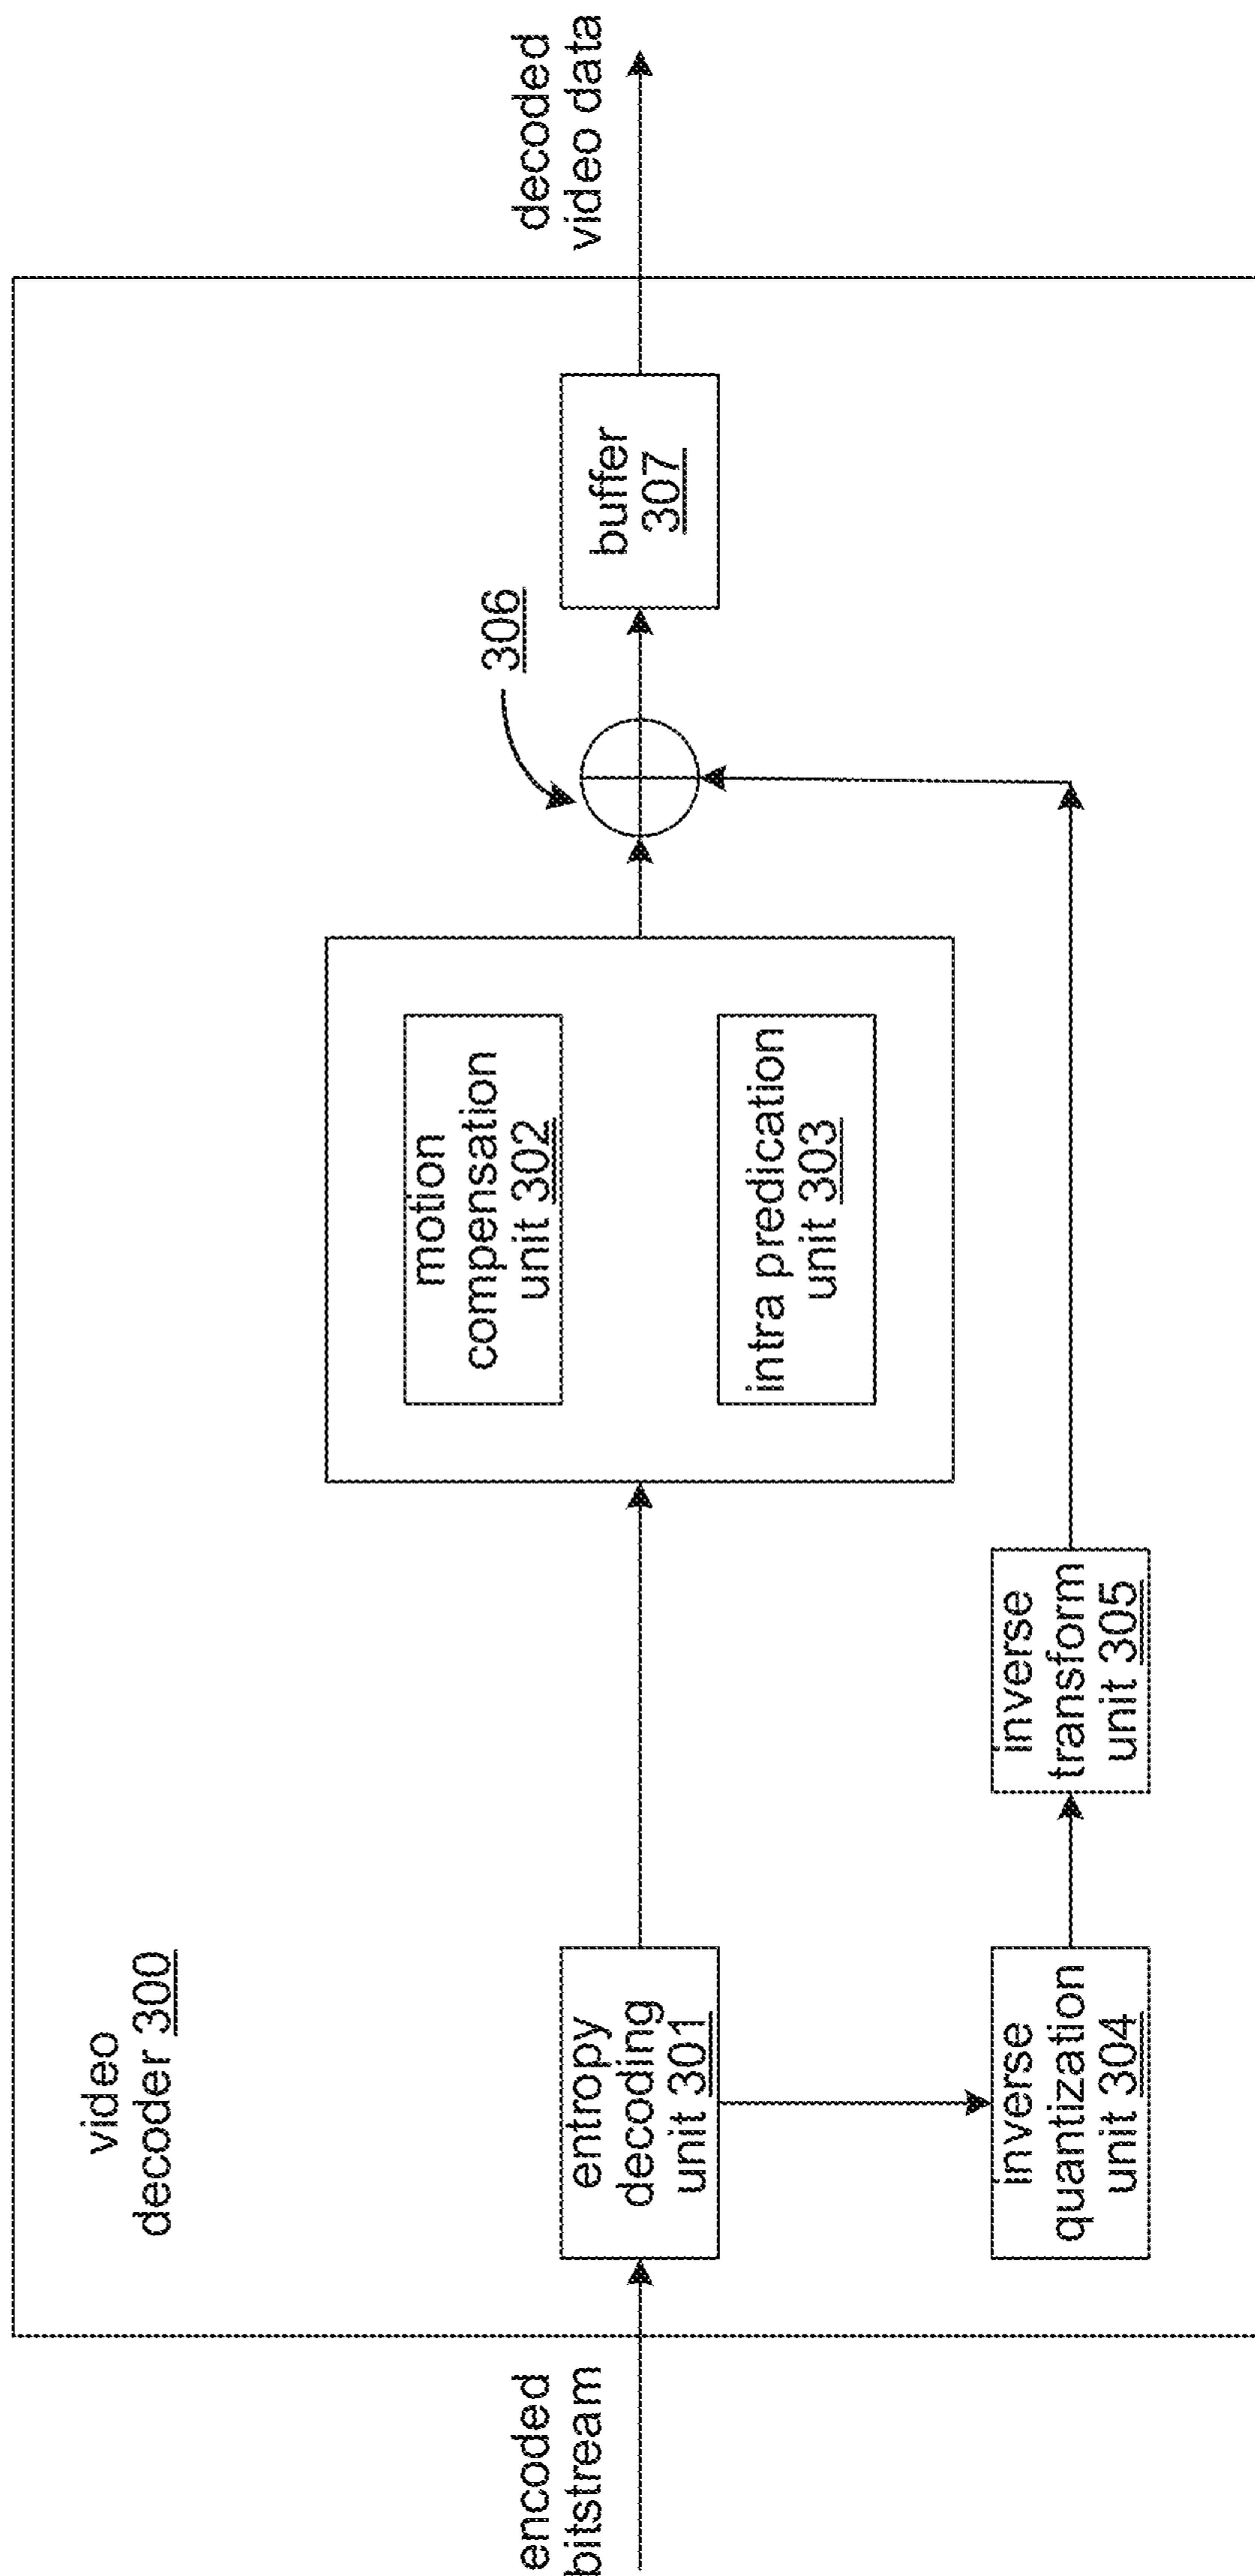 video
decoder 300
encoded
bitstream
entropy
decoding
unit 301
inverse
quantization
unit 304
inverse
transform
unit 305
motion
compensation
unit 302
intra predication
unit 303
306
buffer
307
decoded
video data